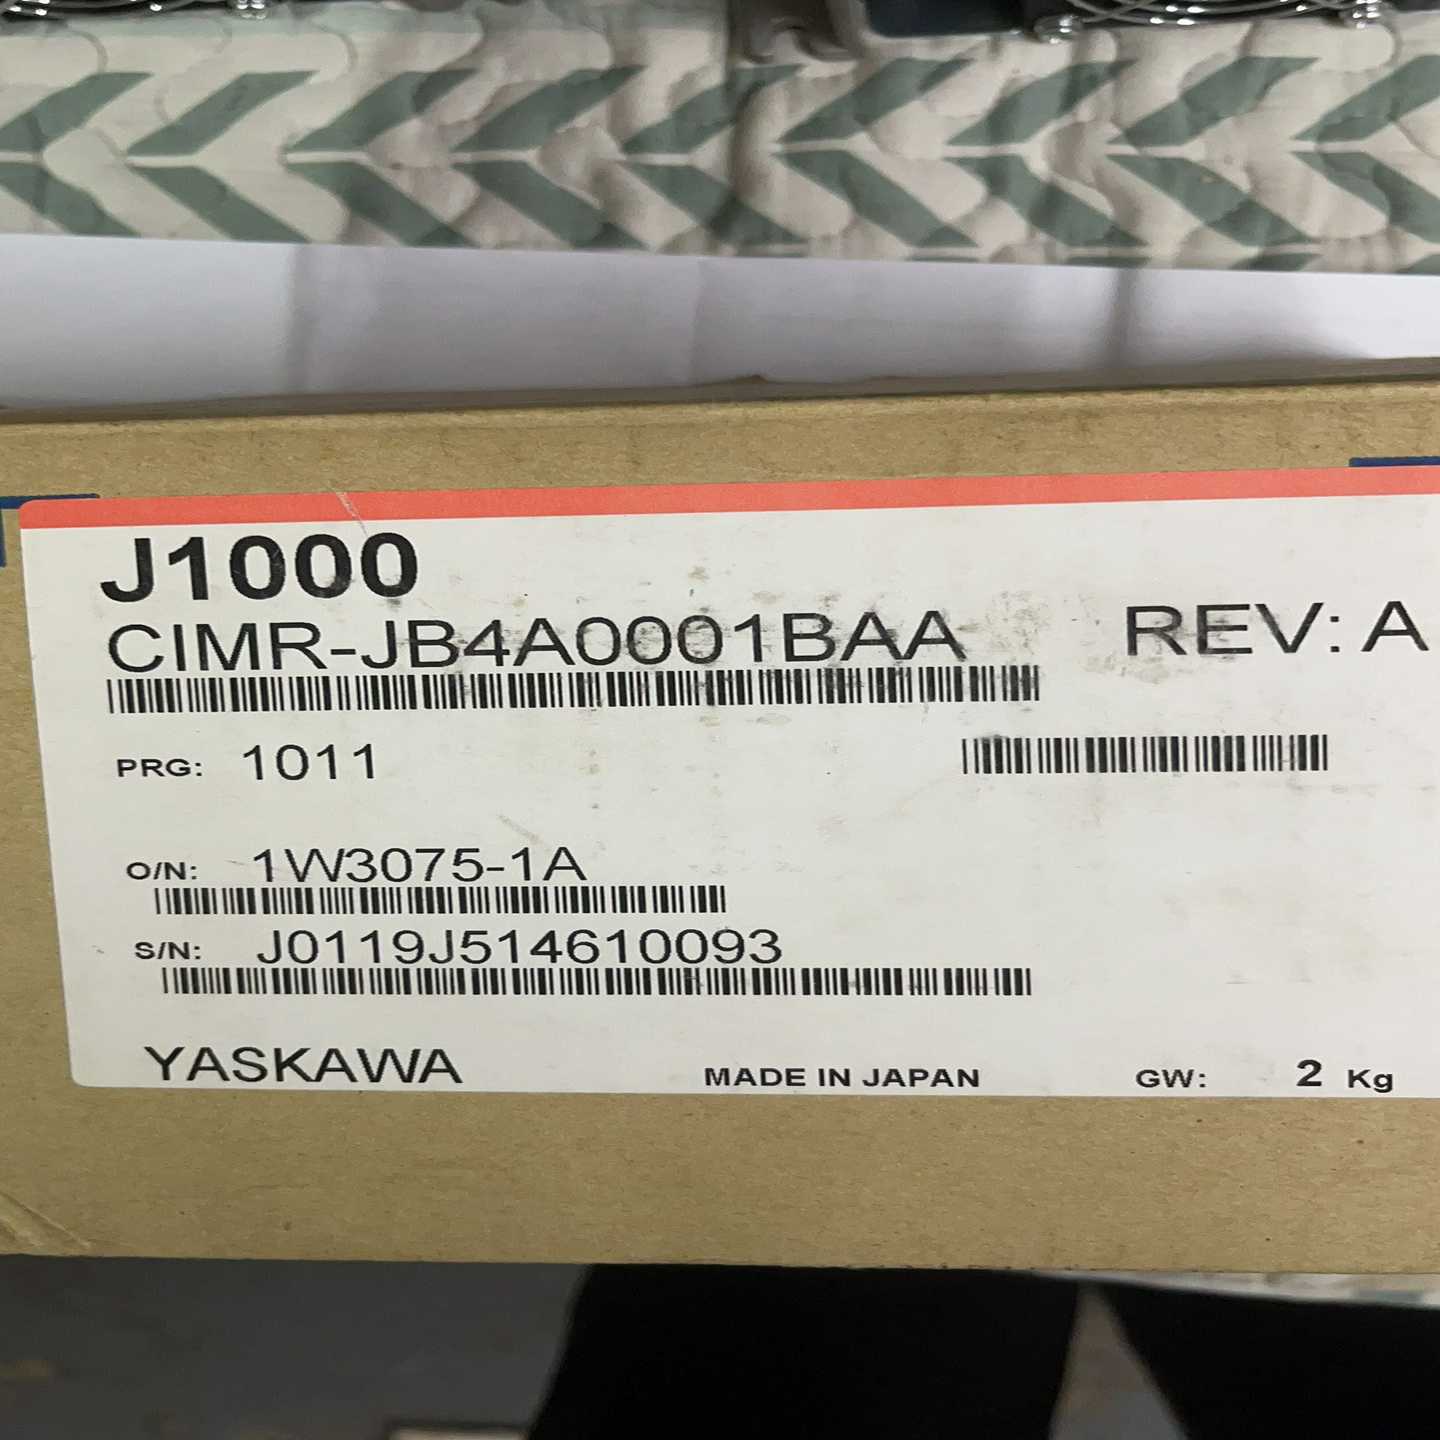 J1000
CIMR-JB4A0001BAA REV: A
PRG: 1011
O/N: 1W3075-1A
S/N: J0119J514610093
YASKAWA MADE IN JAPAN GW: 2 Kg